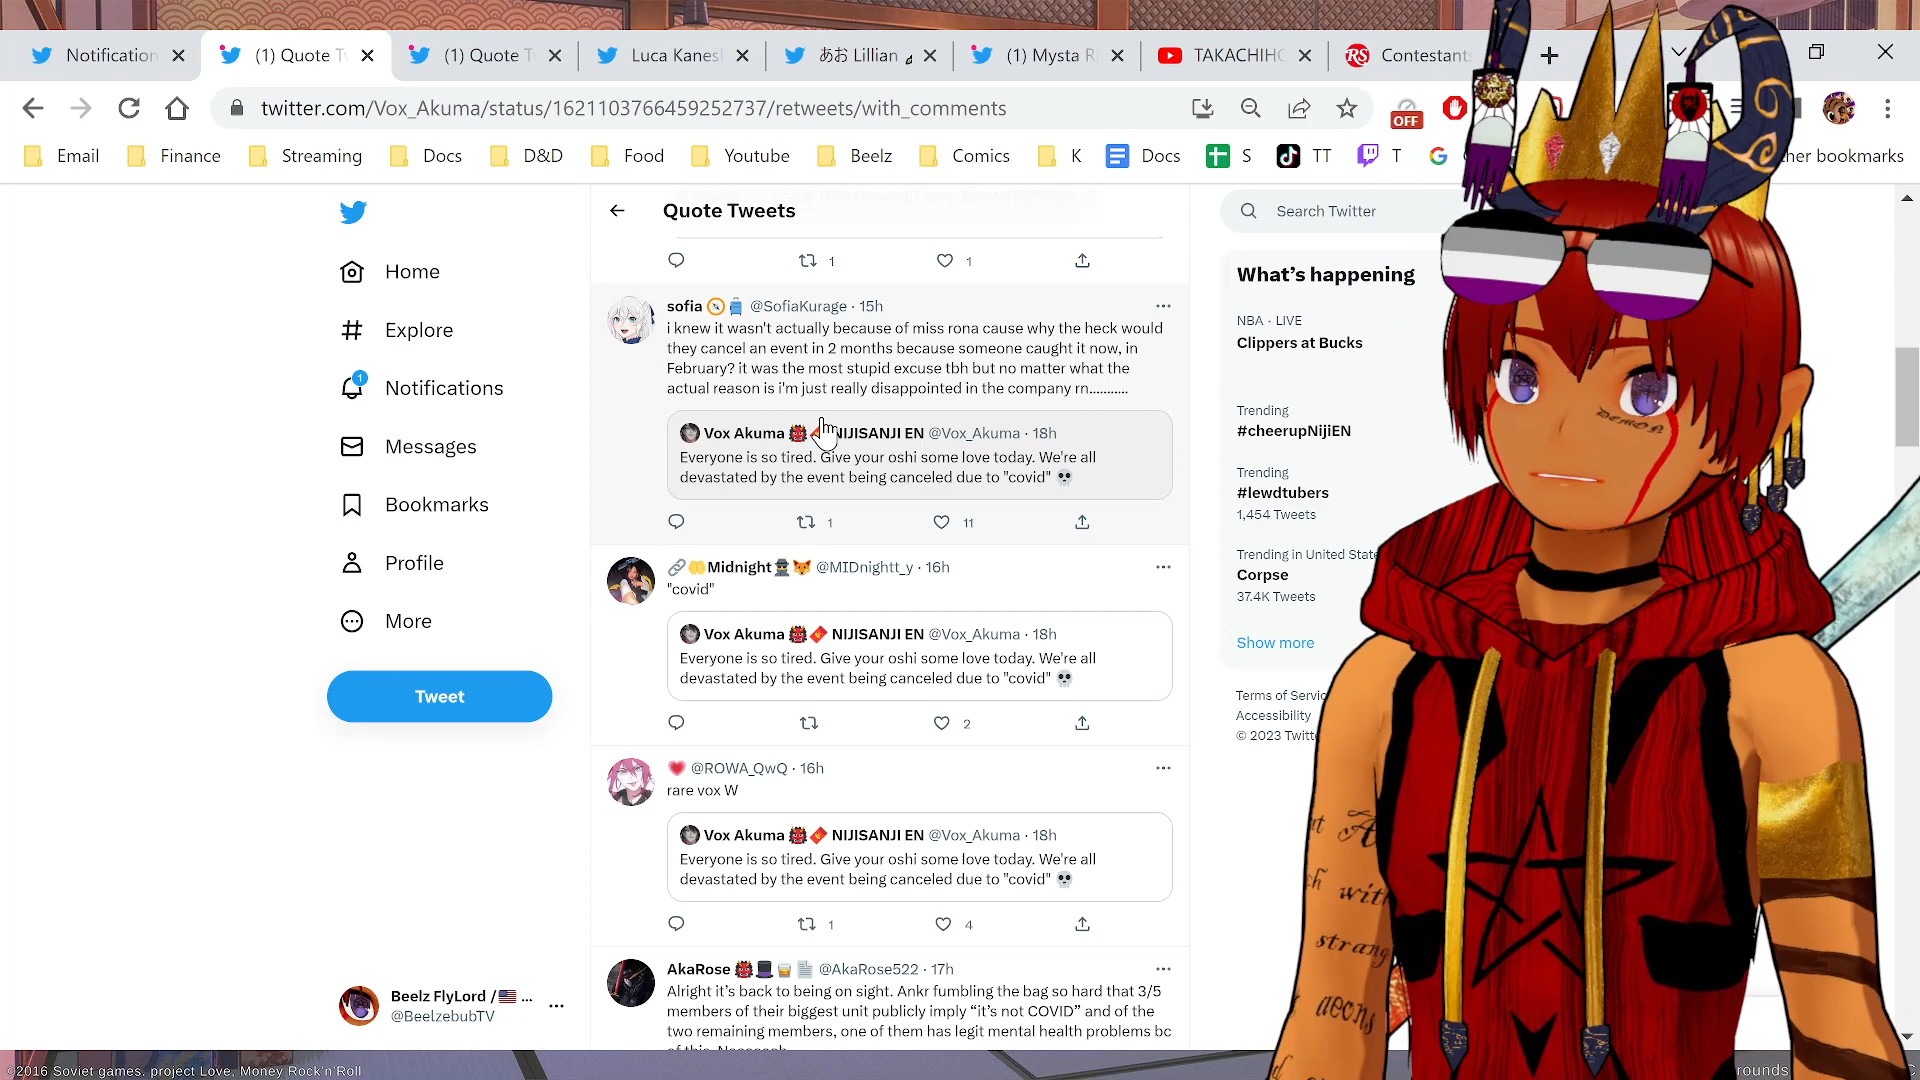 Notification
(1) Quote T
(1) Quote T
Luca Kanes
あお Lillian
(1) Mysta R
TAKACHIHO
RS Contestants
twitter.com/Vox_Akuma/status/1621103766459252737/retweets/with_comments
OFF
Email Finance Streaming Docs D&D Food Youtube Beelz Comics K Docs S TT T
her bookmarks
Quote Tweets
Search Twitter
Home
Explore
1
Notifications
Messages
Bookmarks
Profile
More
Tweet
Beelz FlyLord / ...
@BeelzebubTV
1 1
sofia @SofiaKurage · 15h
i knew it wasn't actually because of miss rona cause why the heck would
they cancel an event in 2 months because someone caught it now, in
February? it was the most stupid excuse tbh but no matter what the
actual reason is i'm just really disappointed in the company rn...........
Vox Akuma NIJISANJI EN @Vox_Akuma · 18h
Everyone is so tired. Give your oshi some love today. We're all
devastated by the event being canceled due to "covid" 💀
1 11
Midnight @MIDnightt_y · 16h
"covid"
Vox Akuma NIJISANJI EN @Vox_Akuma · 18h
Everyone is so tired. Give your oshi some love today. We're all
devastated by the event being canceled due to "covid" 💀
2
@ROWA_QwQ · 16h
rare vox W
Vox Akuma NIJISANJI EN @Vox_Akuma · 18h
Everyone is so tired. Give your oshi some love today. We're all
devastated by the event being canceled due to "covid" 💀
1 4
AkaRose @AkaRose522 · 17h
Alright it's back to being on sight. Ankr fumbling the bag so hard that 3/5
members of their biggest unit publicly imply "it's not COVID" and of the
two remaining members, one of them has legit mental health problems bc
What's happening
NBA · LIVE
Clippers at Bucks
Trending
#cheerupNijiEN
Trending
#lewdtubers
1,454 Tweets
Trending in United State
Corpse
37.4K Tweets
Show more
Terms of Servic
Accessibility
© 2023 Twitt
DEMON
with
strang
aeons
©2016 Soviet games. project Love, Money Rock'n'Roll
rounds